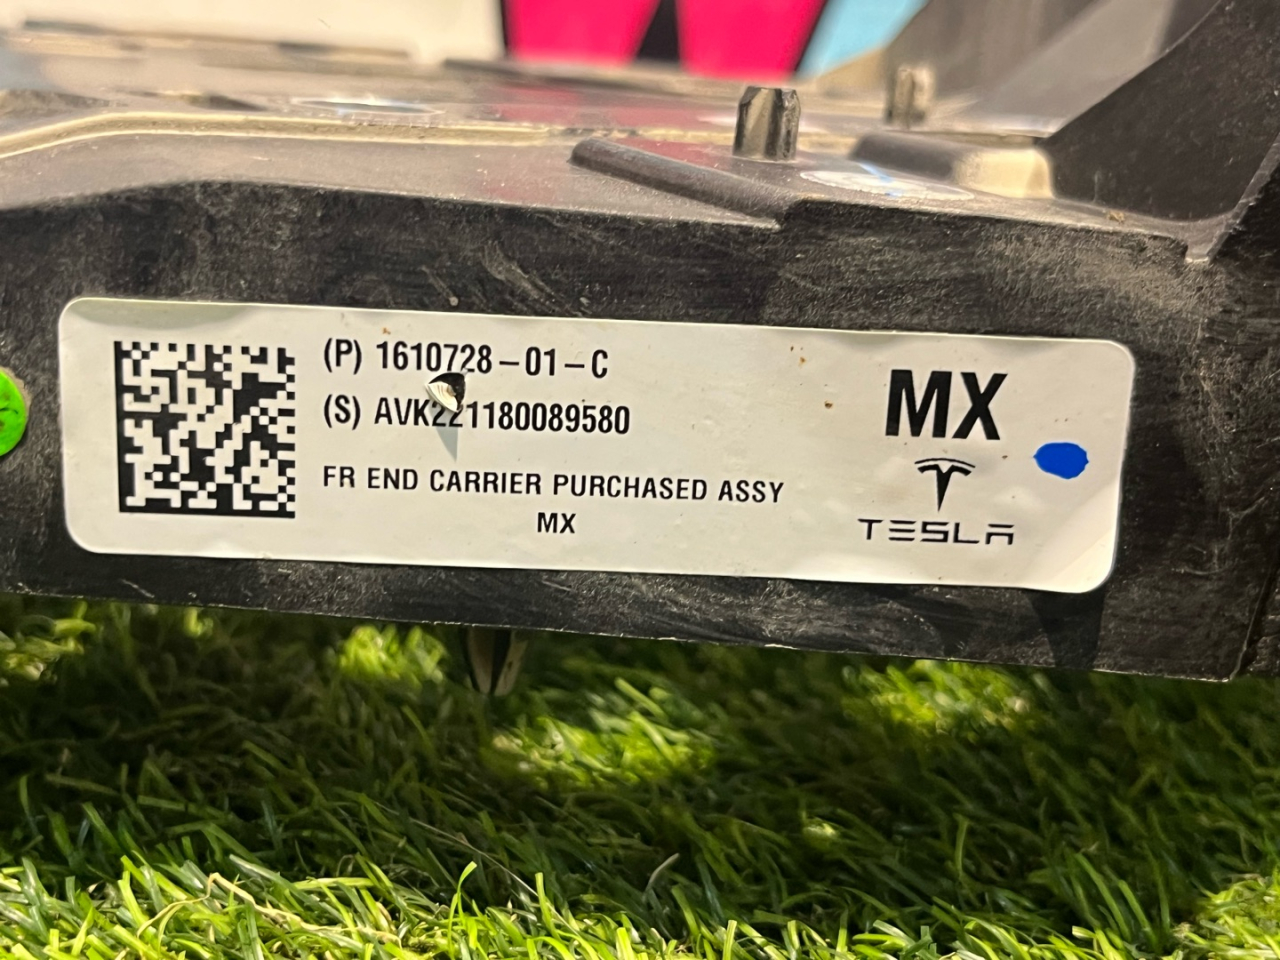 (P) 1610728-01-C
(S) AVK221180089580
FR END CARRIER PURCHASED ASSY
MX
MX
TESLA